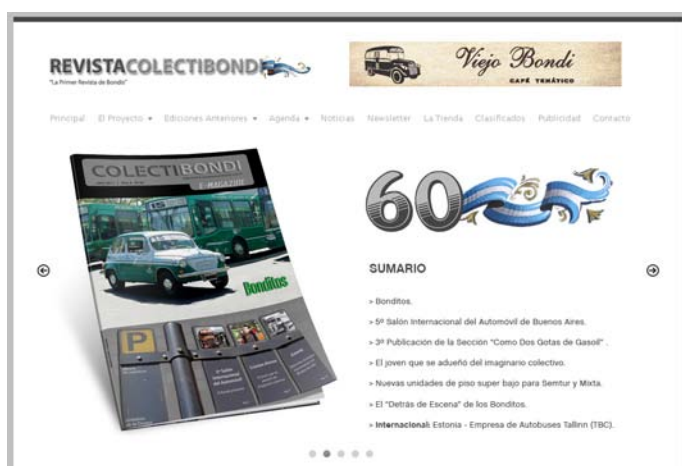 REVISTACOLECTIBONDI
"La Primer Revista de Bondis"
Viejo Bondi
CAFÉ TEMÁTICO
Principal El Proyecto Ediciones Anteriores Agenda Noticias Newsletter La Tienda Clasificados Publicidad Contacto
COLECTIBONDI
E-MAGAZINE
15
Bonditos
P
60
SUMARIO
> Bonditos.
> 5º Salón Internacional del Automóvil de Buenos Aires.
> 3ª Publicación de la Sección "Como Dos Gotas de Gasoil" .
> El joven que se adueñó del imaginario colectivo.
> Nuevas unidades de piso super bajo para Semtur y Mixta.
> El "Detrás de Escena" de los Bonditos.
> Internacional: Estonia - Empresa de Autobuses Tallinn (TBC).